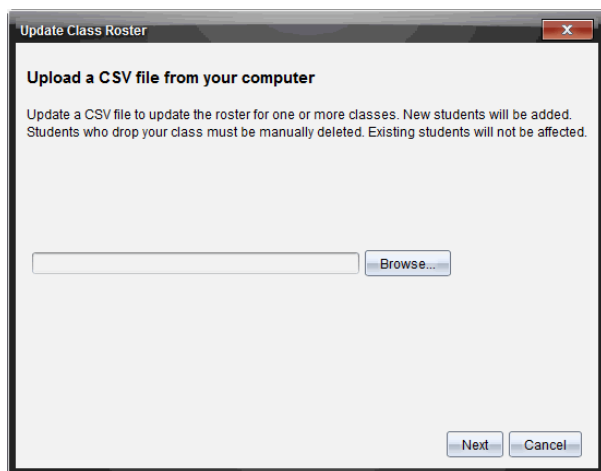 Update Class Roster
X
Upload a CSV file from your computer
Update a CSV file to update the roster for one or more classes. New students will be added.
Students who drop your class must be manually deleted. Existing students will not be affected.
Browse...
Next Cancel